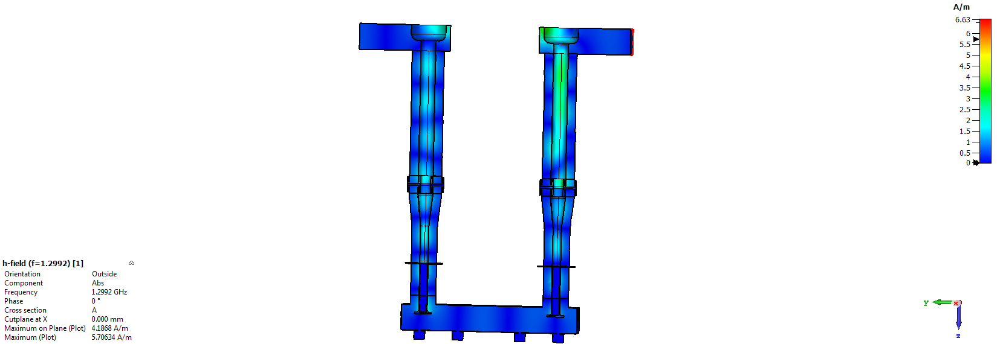 A/m
6.63
6
5.5
5
4.5
4
3.5
3
2.5
2
1.5
1
0.5
0
h-field (f=1.2992) [1]
Orientation Outside
Component Abs
Frequency 1.2992 GHz
Phase 0 °
Cross section A
Cutplane at X 0.000 mm
Maximum on Plane (Plot) 4.1868 A/m
Maximum (Plot) 5.70634 A/m
y
x
z